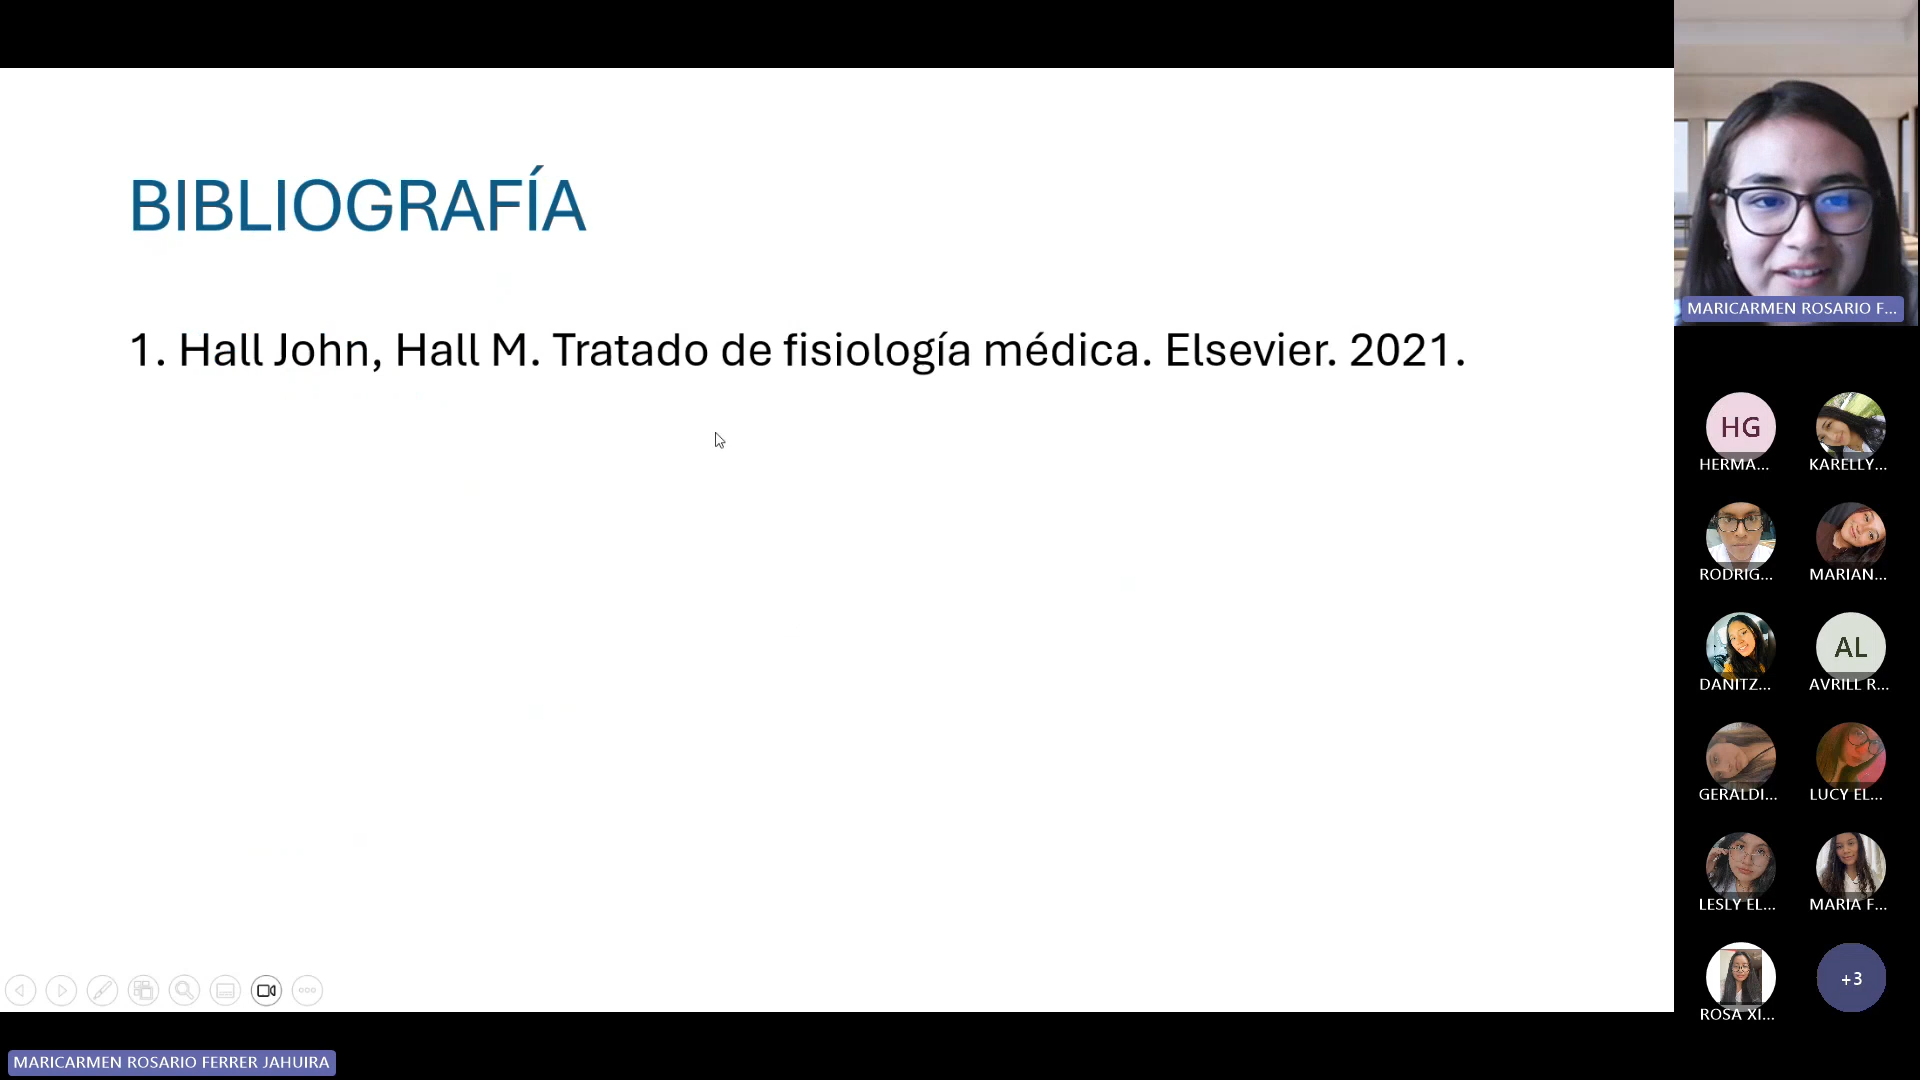 BIBLIOGRAFÍA
1. Hall John, Hall M. Tratado de fisiología médica. Elsevier. 2021.
MARICARMEN ROSARIO F...
HG
HERMA...
KARELLY...
RODRIG...
MARIAN...
DANITZ...
AL
AVRILL R...
GERALDI...
LUCY EL...
LESLY EL...
MARIA F...
ROSA XI...
+3
MARICARMEN ROSARIO FERRER JAHUIRA